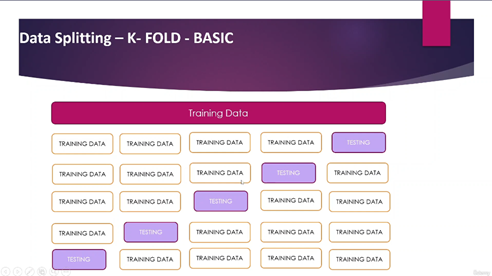 Data Splitting – K- FOLD - BASIC
Training Data
TRAINING DATA TRAINING DATA TRAINING DATA TRAINING DATA TESTING
TRAINING DATA TRAINING DATA TRAINING DATA TESTING TRAINING DATA
TRAINING DATA TRAINING DATA TESTING TRAINING DATA TRAINING DATA
TRAINING DATA TESTING TRAINING DATA TRAINING DATA TRAINING DATA
TESTING TRAINING DATA TRAINING DATA TRAINING DATA TRAINING DATA